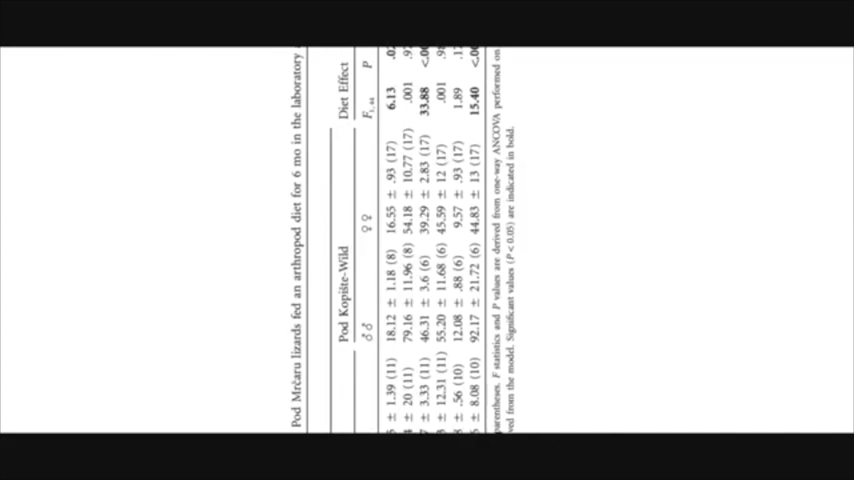 Pod Mrčaru lizards fed an arthropod diet for 6 mo in the laboratory
Pod Kopište-Wild Diet Effect
♂♂ ♀♀ F1, 44 P
± 1.39 (11) 18.12 ± 1.18 (8) 16.55 ± .93 (17) 6.13
± 20 (11) 79.16 ± 11.96 (8) 54.18 ± 10.77 (17) .001
± 3.33 (11) 46.31 ± 3.6 (6) 39.29 ± 2.83 (17) 33.88
± 12.31 (11) 55.20 ± 11.68 (6) 45.59 ± 12 (17) .001
± .56 (10) 12.08 ± .88 (6) 9.57 ± .93 (17) 1.89
± 8.08 (10) 92.17 ± 21.72 (6) 44.83 ± 13 (17) 15.40
parentheses. F statistics and P values are derived from one-way ANCOVA performed on
from the model. Significant values (P < 0.05) are indicated in bold.